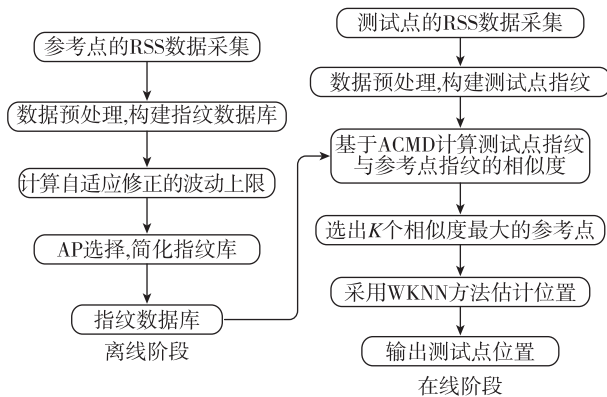 参考点的RSS数据采集
数据预处理,构建指纹数据库
计算自适应修正的波动上限
AP选择,简化指纹库
指纹数据库
离线阶段
测试点的RSS数据采集
数据预处理,构建测试点指纹
基于ACMD计算测试点指纹
与参考点指纹的相似度
选出K个相似度最大的参考点
采用WKNN方法估计位置
输出测试点位置
在线阶段